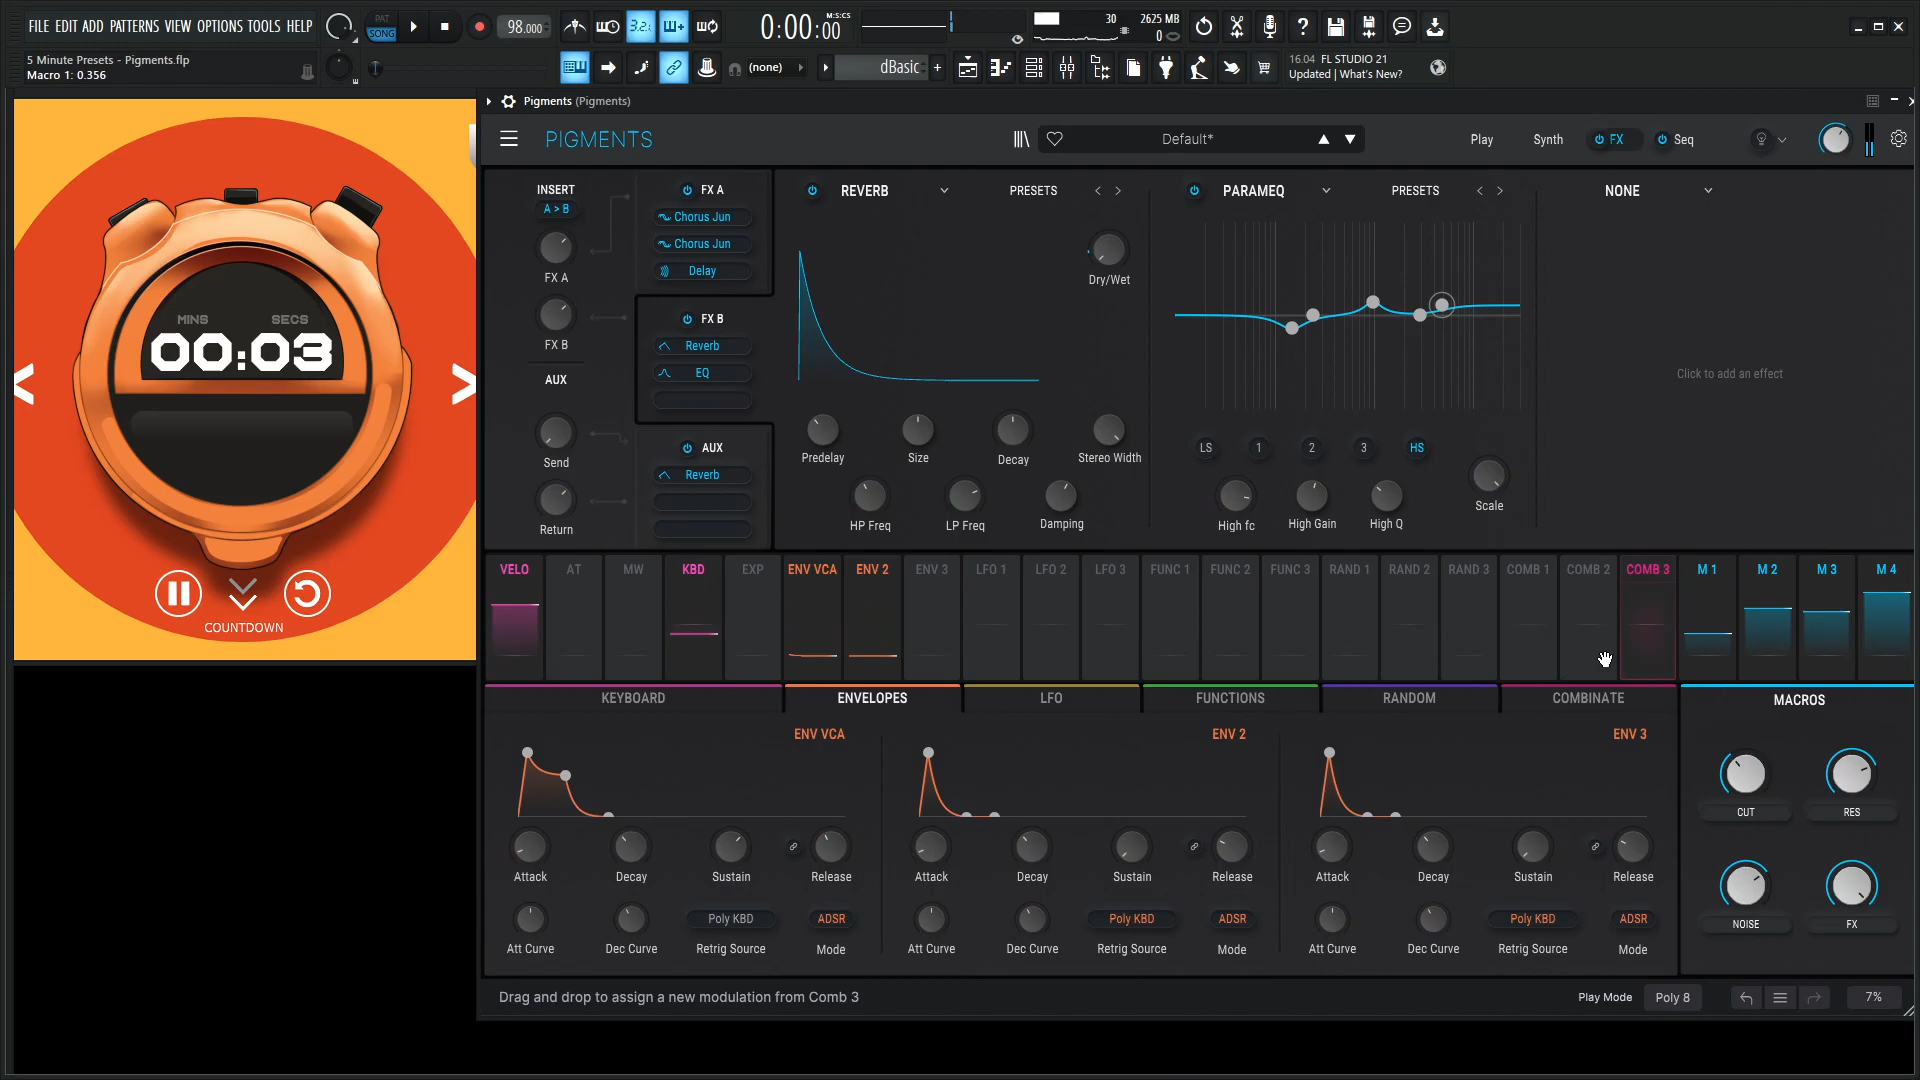 FILE EDIT ADD PATTERNS VIEW OPTIONS TOOLS HELP
PAT
SONG
98.000
3.2.
0:00:00
M:S:CS
30
2625 MB
0
5 Minute Presets - Pigments.flp
Macro 1: 0.356
(none)
dBasic
16.04 FL STUDIO 21
Updated | What's New?
Pigments (Pigments)
PIGMENTS
Default*
Play
Synth
FX
Seq
MINS
SECS
00:03
COUNTDOWN
INSERT
A > B
FX A
FX B
AUX
Send
Return
FX A
Chorus Jun
Chorus Jun
Delay
FX B
Reverb
EQ
AUX
Reverb
REVERB
PRESETS
Dry/Wet
Predelay
Size
Decay
Stereo Width
HP Freq
LP Freq
Damping
PARAMEQ
PRESETS
LS
1
2
3
HS
High fc
High Gain
High Q
Scale
NONE
Click to add an effect
VELO
AT
MW
KBD
EXP
ENV VCA
ENV 2
ENV 3
LFO 1
LFO 2
LFO 3
FUNC 1
FUNC 2
FUNC 3
RAND 1
RAND 2
RAND 3
COMB 1
COMB 2
COMB 3
M 1
M 2
M 3
M 4
KEYBOARD
ENVELOPES
LFO
FUNCTIONS
RANDOM
COMBINATE
MACROS
ENV VCA
Attack
Decay
Sustain
Release
Att Curve
Dec Curve
Poly KBD
Retrig Source
ADSR
Mode
ENV 2
Attack
Decay
Sustain
Release
Att Curve
Dec Curve
Poly KBD
Retrig Source
ADSR
Mode
ENV 3
Attack
Decay
Sustain
Release
Att Curve
Dec Curve
Poly KBD
Retrig Source
ADSR
Mode
CUT
RES
NOISE
FX
Drag and drop to assign a new modulation from Comb 3
Play Mode
Poly 8
7%